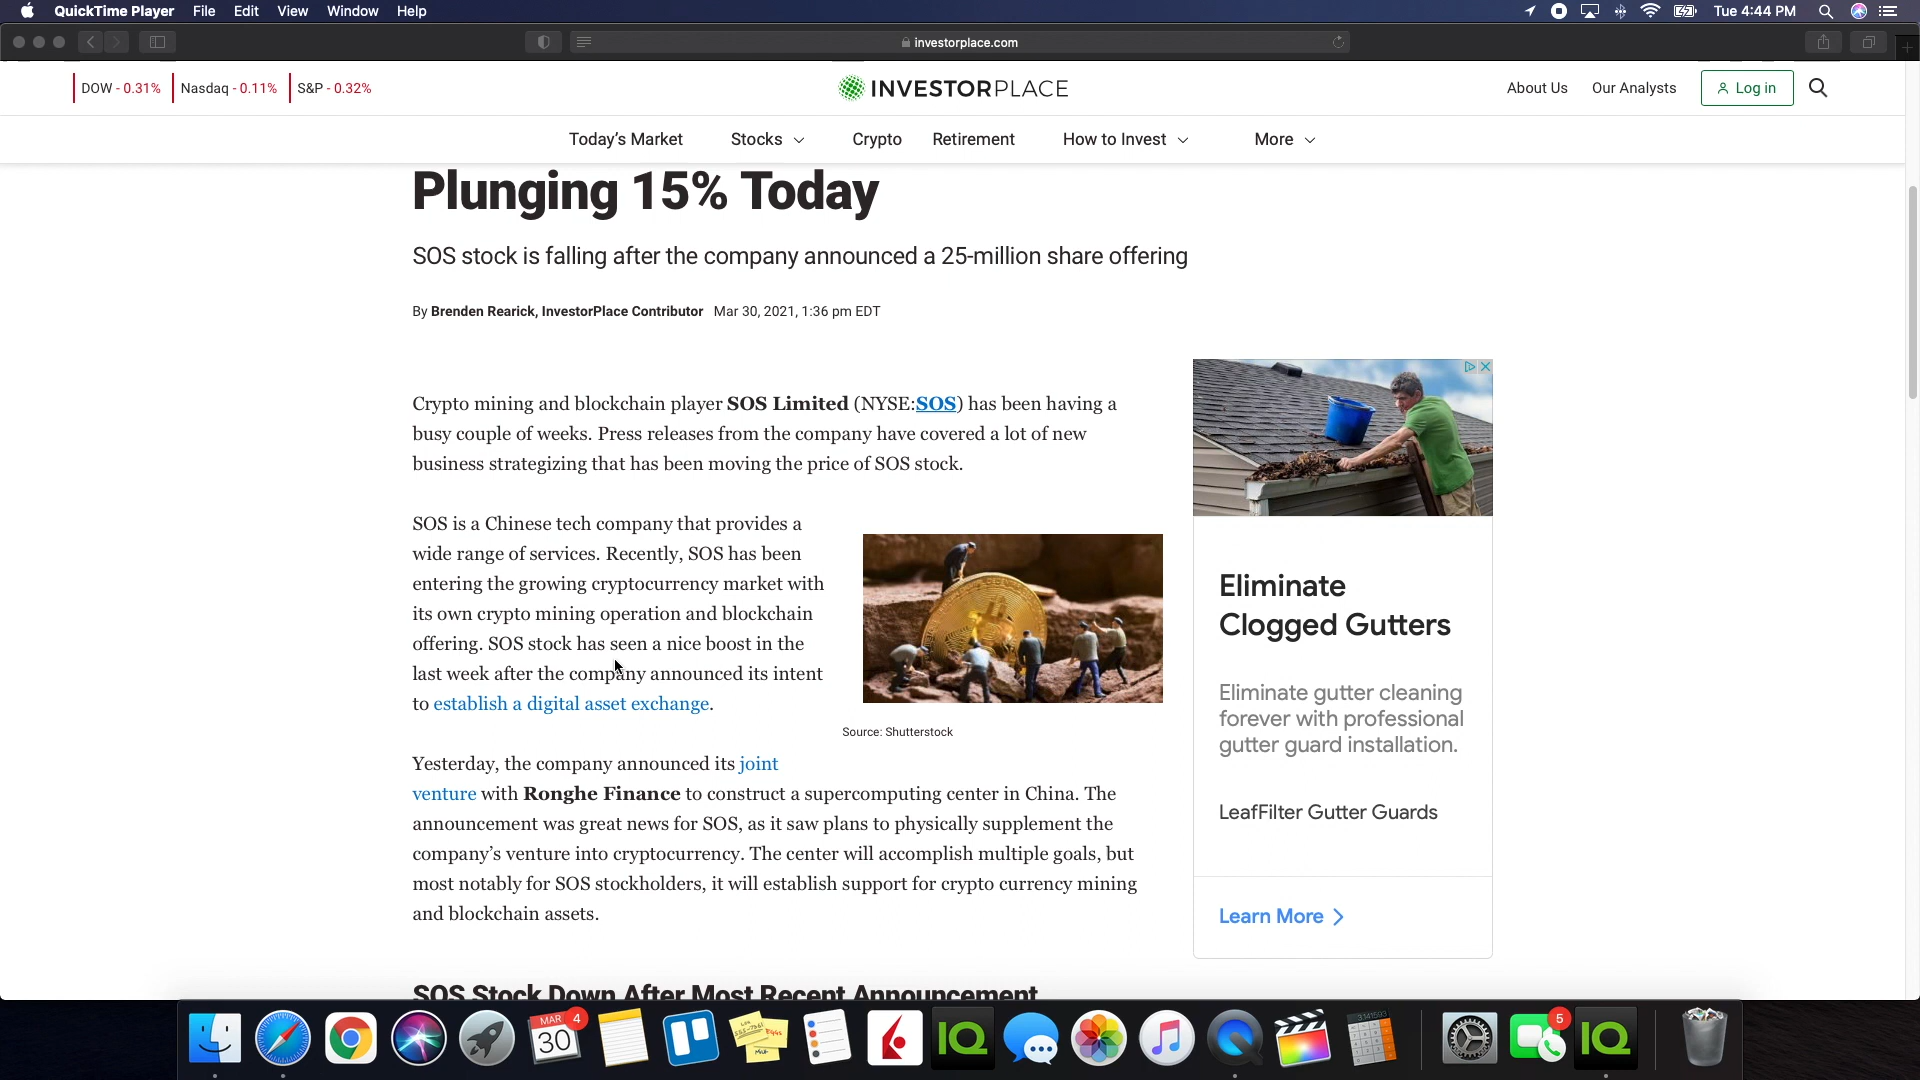 QuickTime Player File Edit View Window Help Tue 4:44 PM
investorplace.com
DOW - 0.31% Nasdaq - 0.11% S&P - 0.32%
INVESTORPLACE
About Us Our Analysts Log in
Today's Market Stocks Crypto Retirement How to Invest More
Plunging 15% Today
SOS stock is falling after the company announced a 25-million share offering
By Brenden Rearick, InvestorPlace Contributor Mar 30, 2021, 1:36 pm EDT
Crypto mining and blockchain player SOS Limited (NYSE:SOS) has been having a
busy couple of weeks. Press releases from the company have covered a lot of new
business strategizing that has been moving the price of SOS stock.
SOS is a Chinese tech company that provides a
wide range of services. Recently, SOS has been
entering the growing cryptocurrency market with
its own crypto mining operation and blockchain
offering. SOS stock has seen a nice boost in the
last week after the company announced its intent
to establish a digital asset exchange.
Source: Shutterstock
Yesterday, the company announced its joint
venture with Ronghe Finance to construct a supercomputing center in China. The
announcement was great news for SOS, as it saw plans to physically supplement the
company's venture into cryptocurrency. The center will accomplish multiple goals, but
most notably for SOS stockholders, it will establish support for crypto currency mining
and blockchain assets.
SOS Stock Down After Most Recent Announcement
Eliminate
Clogged Gutters
Eliminate gutter cleaning
forever with professional
gutter guard installation.
LeafFilter Gutter Guards
Learn More
MAR 4
30
IQ
3.141593
5
IQ